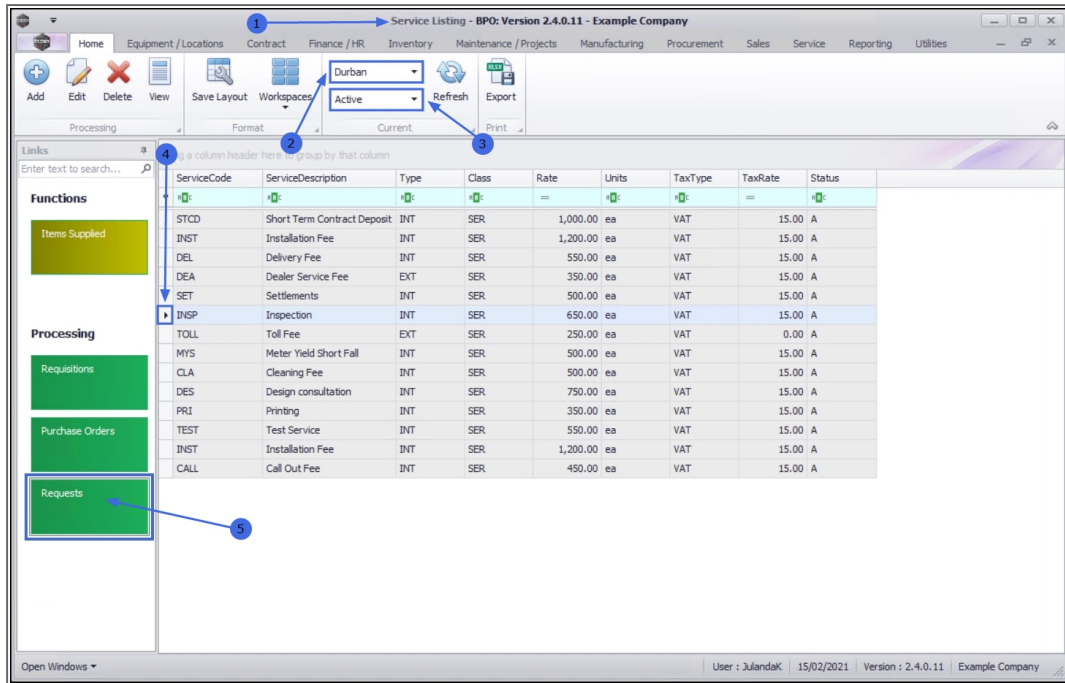 1
Service Listing - BPO: Version 2.4.0.11 - Example Company
Home Equipment / Locations Contract Finance / HR Inventory Maintenance / Projects Manufacturing Procurement Sales Service Reporting Utilities
Add Edit Delete View Save Layout Workspaces Durban Active Refresh Export
Processing Format Current Print
2 3
Links
4
Enter text to search...
Functions
Items Supplied
Processing
Requisitions
Purchase Orders
Requests
5
ServiceCode ServiceDescription Type Class Rate Units TaxType TaxRate Status
STCD Short Term Contract Deposit INT SER 1,000.00 ea VAT 15.00 A
INST Installation Fee INT SER 1,200.00 ea VAT 15.00 A
DEL Delivery Fee INT SER 550.00 ea VAT 15.00 A
DEA Dealer Service Fee EXT SER 350.00 ea VAT 15.00 A
SET Settlements INT SER 500.00 ea VAT 15.00 A
INSP Inspection INT SER 650.00 ea VAT 15.00 A
TOLL Toll Fee EXT SER 250.00 ea VAT 0.00 A
MYS Meter Yield Short Fall INT SER 500.00 ea VAT 15.00 A
CLA Cleaning Fee INT SER 500.00 ea VAT 15.00 A
DES Design consultation INT SER 750.00 ea VAT 15.00 A
PRI Printing INT SER 350.00 ea VAT 15.00 A
TEST Test Service INT SER 550.00 ea VAT 15.00 A
INST Installation Fee INT SER 1,200.00 ea VAT 15.00 A
CALL Call Out Fee INT SER 450.00 ea VAT 15.00 A
Open Windows User : JulandaK 15/02/2021 Version : 2.4.0.11 Example Company